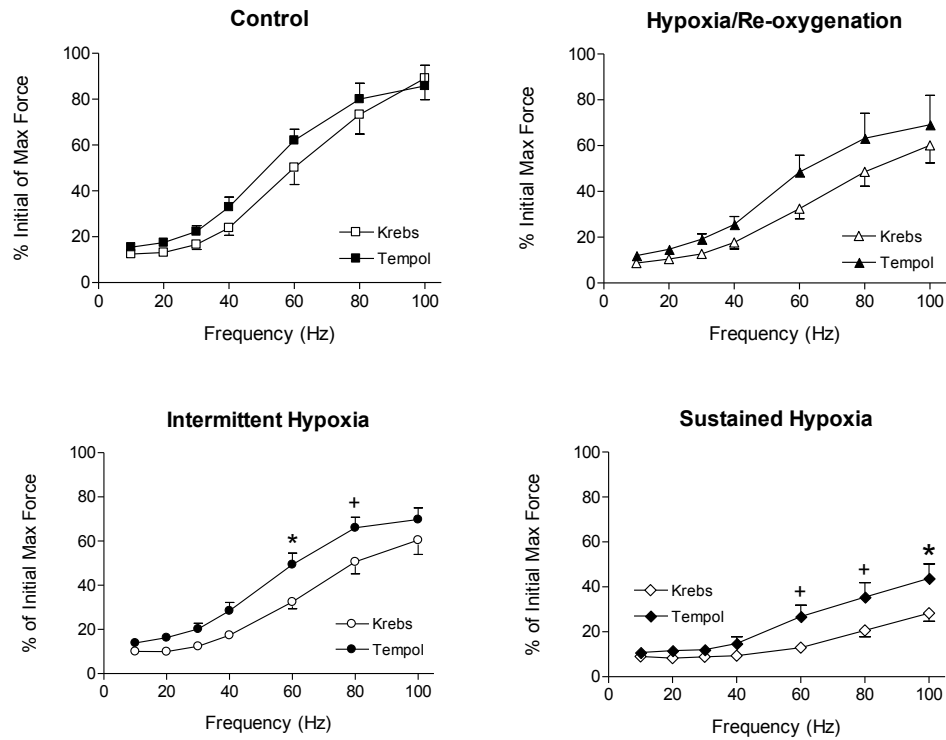 Control
% Initial of Max Force
100
80
60
40
20
0
0 20 40 60 80 100
Krebs
Tempol
Frequency (Hz)
Hypoxia/Re-oxygenation
% Initial Max Force
100
80
60
40
20
0
0 20 40 60 80 100
Krebs
Tempol
Frequency (Hz)
Intermittent Hypoxia
% of Initial Max Force
100
80
60
40
20
0
0 20 40 60 80 100
* +
Krebs
Tempol
Frequency (Hz)
Sustained Hypoxia
% of Initial Max Force
100
80
60
40
20
0
0 20 40 60 80 100
+ + *
Krebs
Tempol
Frequency (Hz)